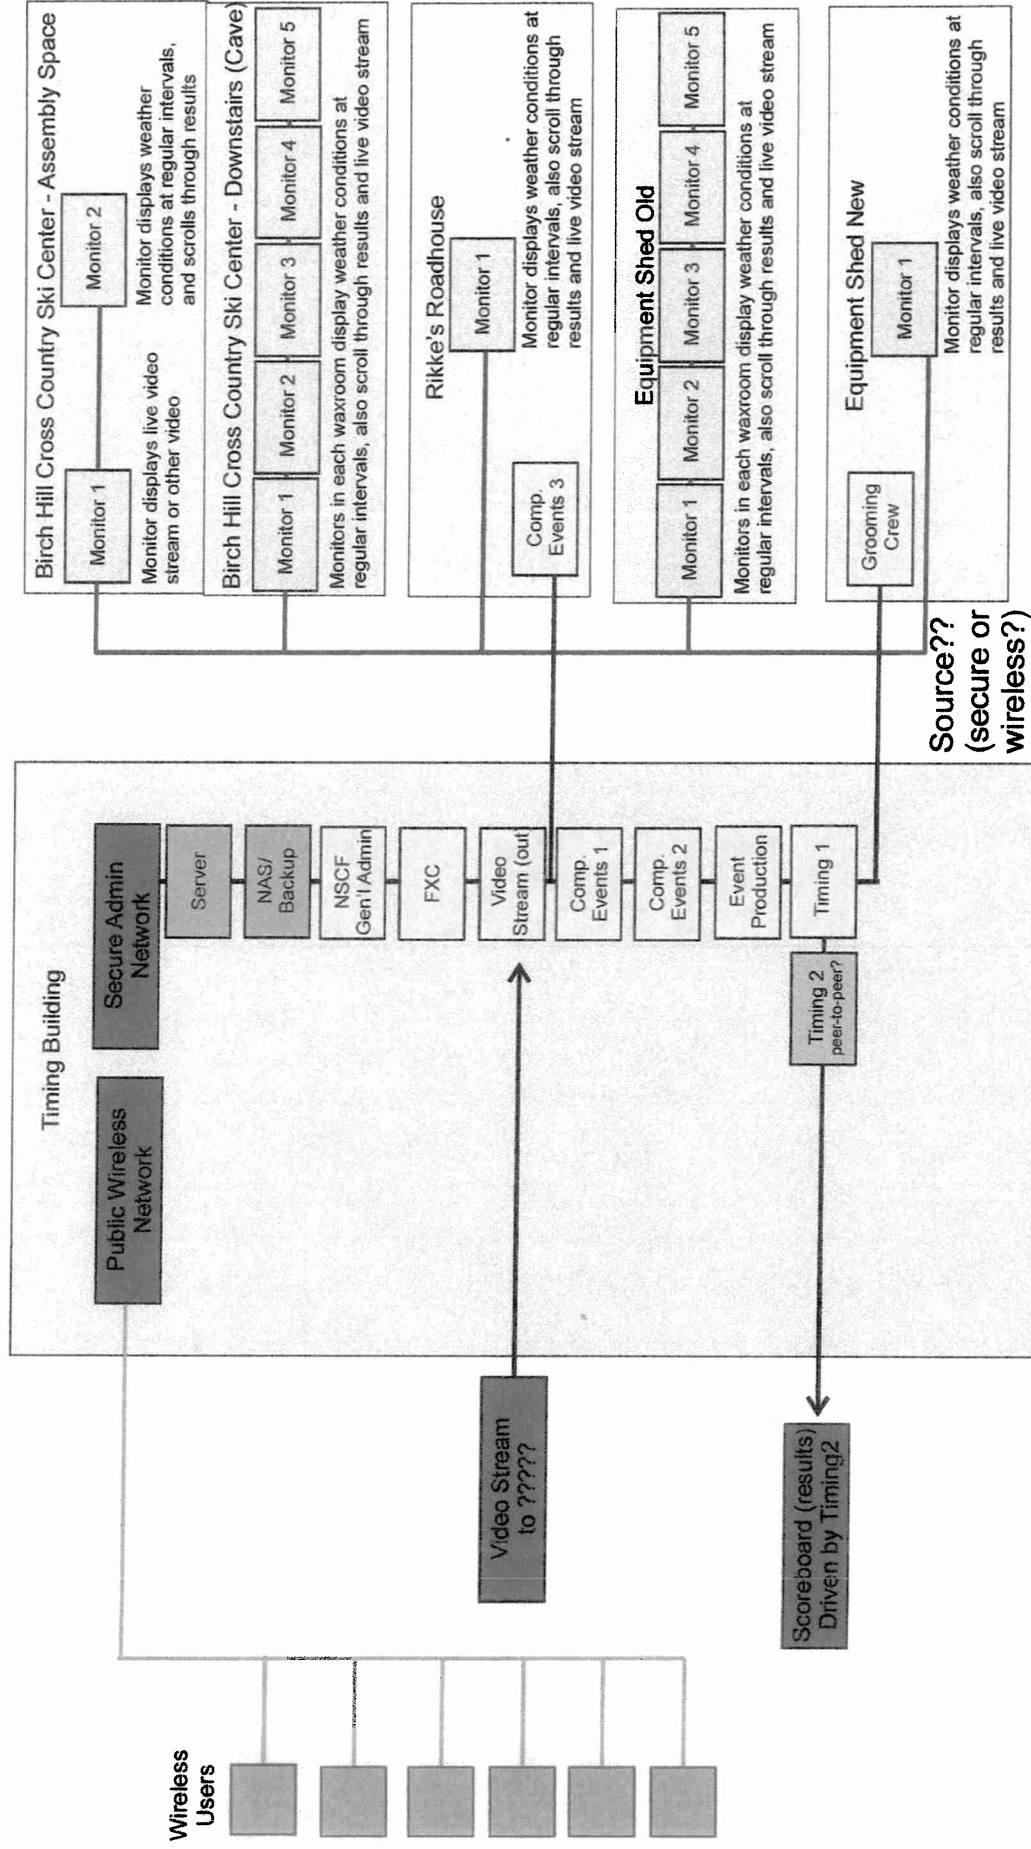 Timing Building
Public Wireless
Network
Secure Admin
Network
Server
NAS/
Backup
NSCF
Gen'l Admin
FXC
Video
Stream (out)
Comp.
Events 1
Comp.
Events 2
Event
Production
Timing 1
Timing 2
peer-to-peer?
Wireless
Users
Video Stream
to ?????
Scoreboard (results)
Driven by Timing2
Birch Hill Cross Country Ski Center - Assembly Space
Monitor 1
Monitor 2
Monitor displays live video
stream or other video
Monitor displays weather
conditions at regular intervals,
and scrolls through results
Birch Hill Cross Country Ski Center - Downstairs (Cave)
Monitor 1
Monitor 2
Monitor 3
Monitor 4
Monitor 5
Monitors in each waxroom display weather conditions at
regular intervals, also scroll through results and live video stream
Rikke's Roadhouse
Comp.
Events 3
Monitor 1
Monitor displays weather conditions at
regular intervals, also scroll through
results and live video stream
Equipment Shed Old
Monitor 1
Monitor 2
Monitor 3
Monitor 4
Monitor 5
Monitors in each waxroom display weather conditions at
regular intervals, also scroll through results and live video stream
Equipment Shed New
Grooming
Crew
Monitor 1
Monitor displays weather conditions at
regular intervals, also scroll through
results and live video stream
Source??
(secure or
wireless?)